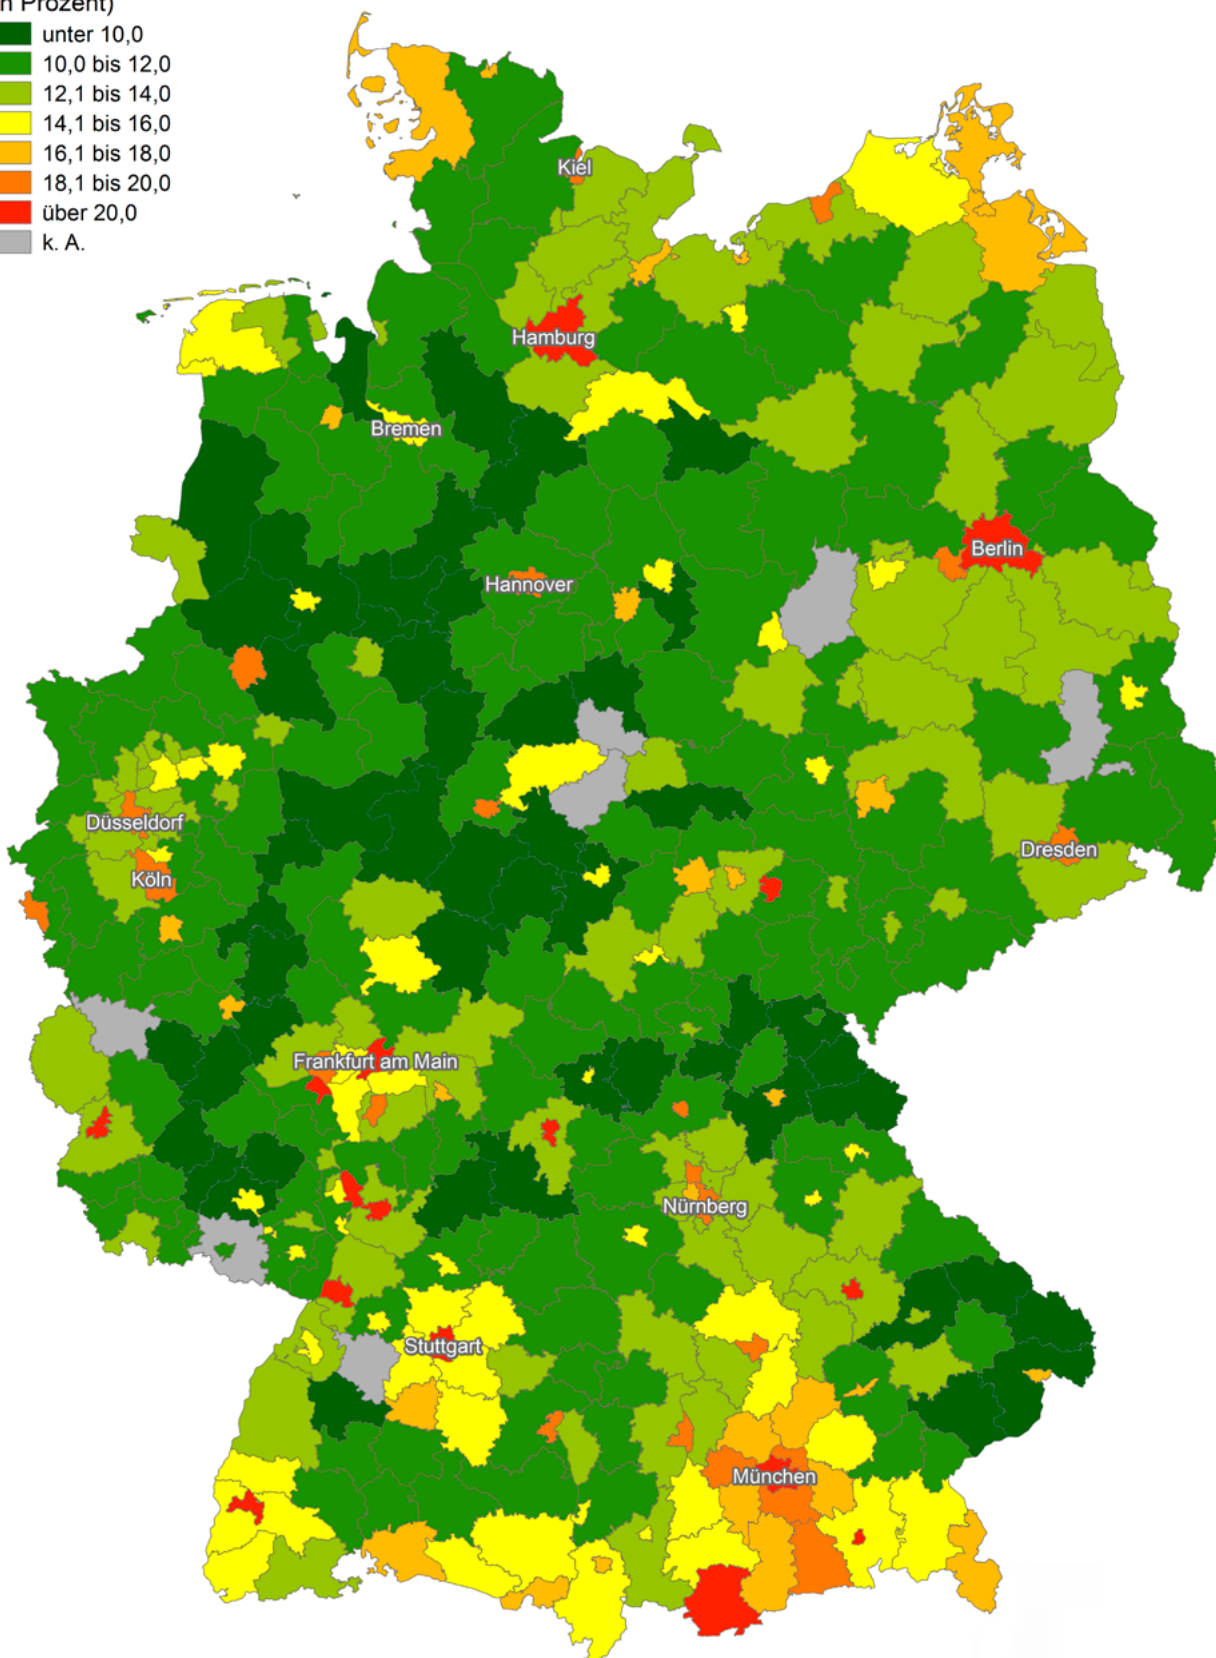 n Prozent)
unter 10,0
10,0 bis 12,0
12,1 bis 14,0
14,1 bis 16,0
16,1 bis 18,0
18,1 bis 20,0
über 20,0
k. A.
Kiel
Hamburg
Bremen
Berlin
Hannover
Düsseldorf
Köln
Dresden
Frankfurt am Main
Nürnberg
Stuttgart
München